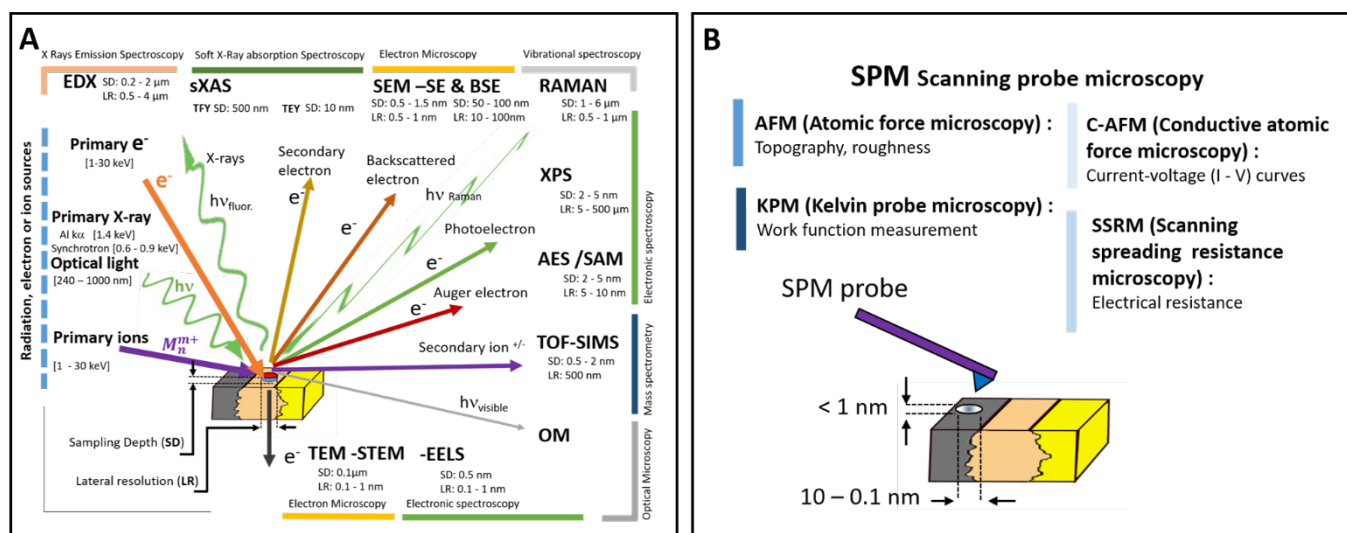 A
X Rays Emission Spectroscopy
Soft X-Ray absorption Spectroscopy
Electron Microscopy
Vibrational spectroscopy
EDX SD: 0.2 - 2 µm
LR: 0.5 - 4 µm
sXAS
TFY SD: 500 nm TEY SD: 10 nm
SEM –SE & BSE
SD: 0.5 - 1.5 nm SD: 50 - 100 nm
LR: 0.5 - 1 nm LR: 10 - 100nm
RAMAN
SD: 1 - 6 µm
LR: 0.5 - 1 µm
Radiation, electron or ion sources
Primary e-
[1-30 keV]
e-
X-rays
hνfluor.
Secondary
electron
e-
Backscattered
electron
e-
hν Raman
XPS
SD: 2 - 5 nm
LR: 5 - 500 µm
Electronic spectroscopy
Primary X-ray
Al kα [1.4 keV]
Synchrotron [0.6 - 0.9 keV]
Optical light
[240 – 1000 nm]
hν
Photoelectron
e-
AES /SAM
SD: 2 - 5 nm
LR: 5 - 10 nm
Auger electron
e-
Primary ions
[1 - 30 keV]
M n m+
Secondary ion +/-
TOF-SIMS
SD: 0.5 - 2 nm
LR: 500 nm
Mass spectrometry
hνvisible
OM
Optical Microscopy
Sampling Depth (SD)
Lateral resolution (LR)
e-
TEM -STEM -EELS
SD: 0.1µm SD: 0.5 nm
LR: 0.1 - 1 nm LR: 0.1 - 1 nm
Electron Microscopy
Electronic spectroscopy
B
SPM Scanning probe microscopy
AFM (Atomic force microscopy) :
Topography, roughness
KPM (Kelvin probe microscopy) :
Work function measurement
C-AFM (Conductive atomic
force microscopy) :
Current-voltage (I - V) curves
SSRM (Scanning
spreading resistance
microscopy) :
Electrical resistance
SPM probe
< 1 nm
10 – 0.1 nm